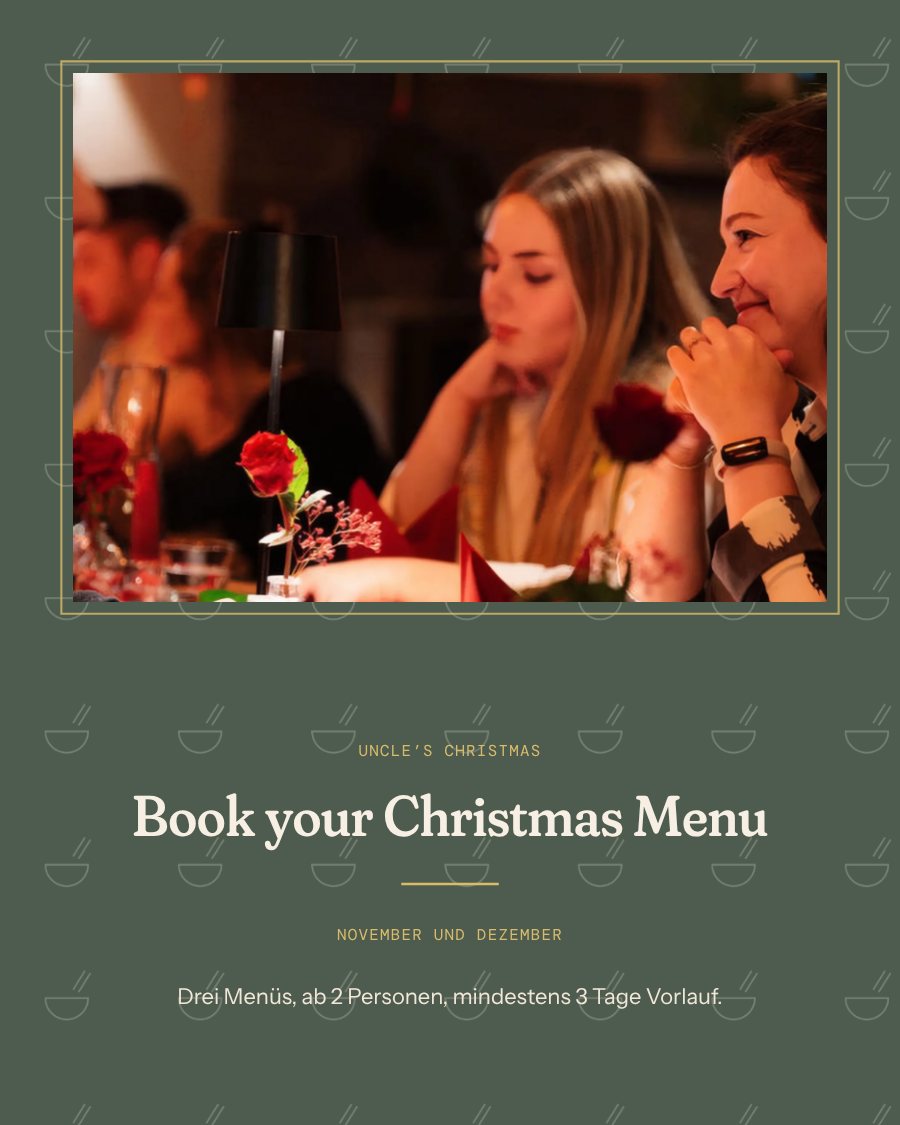 UNCLE’S CHRISTMAS
Book your Christmas Menu
NOVEMBER UND DEZEMBER
Drei Menüs, ab 2 Personen, mindestens 3 Tage Vorlauf.